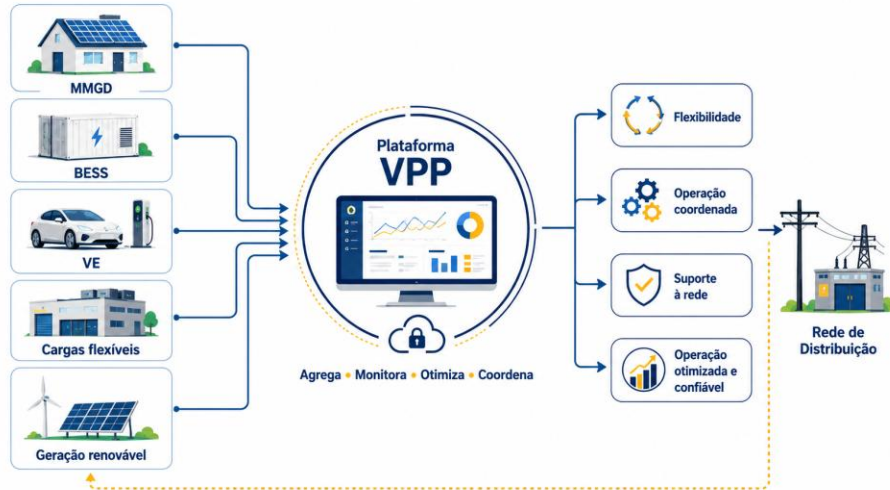 MMGD
BESS
VE
Cargas flexíveis
Geração renovável
Plataforma
VPP
Agrega • Monitora • Otimiza • Coordena
Flexibilidade
Operação
coordenada
Suporte
à rede
Operação
otimizada e
confiável
Rede de
Distribuição